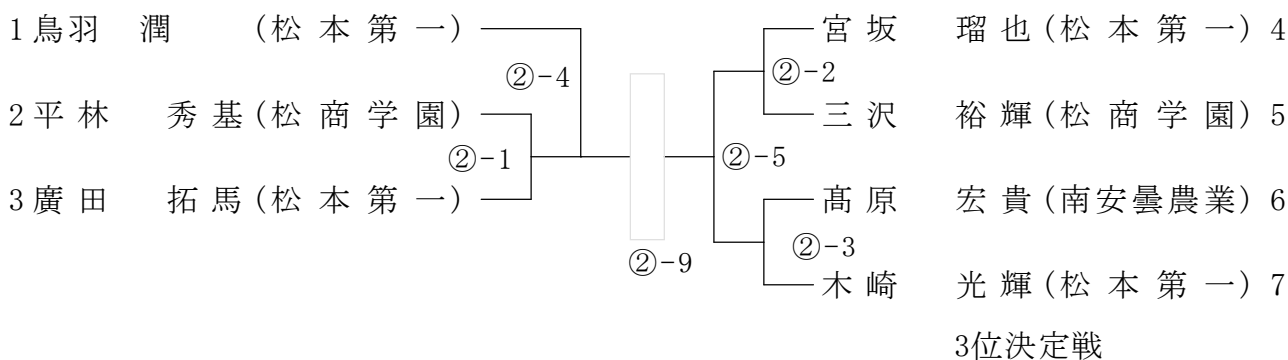 1 鳥羽 潤 (松本第一) 宮坂 瑠也(松本第一) 4
②-4 ②-2
2 平林 秀基(松商学園) 三沢 裕輝(松商学園) 5
②-1 ②-5
3 廣田 拓馬(松本第一) 髙原 宏貴(南安曇農業) 6
②-9 ②-3
木崎 光輝(松本第一) 7
3位決定戦